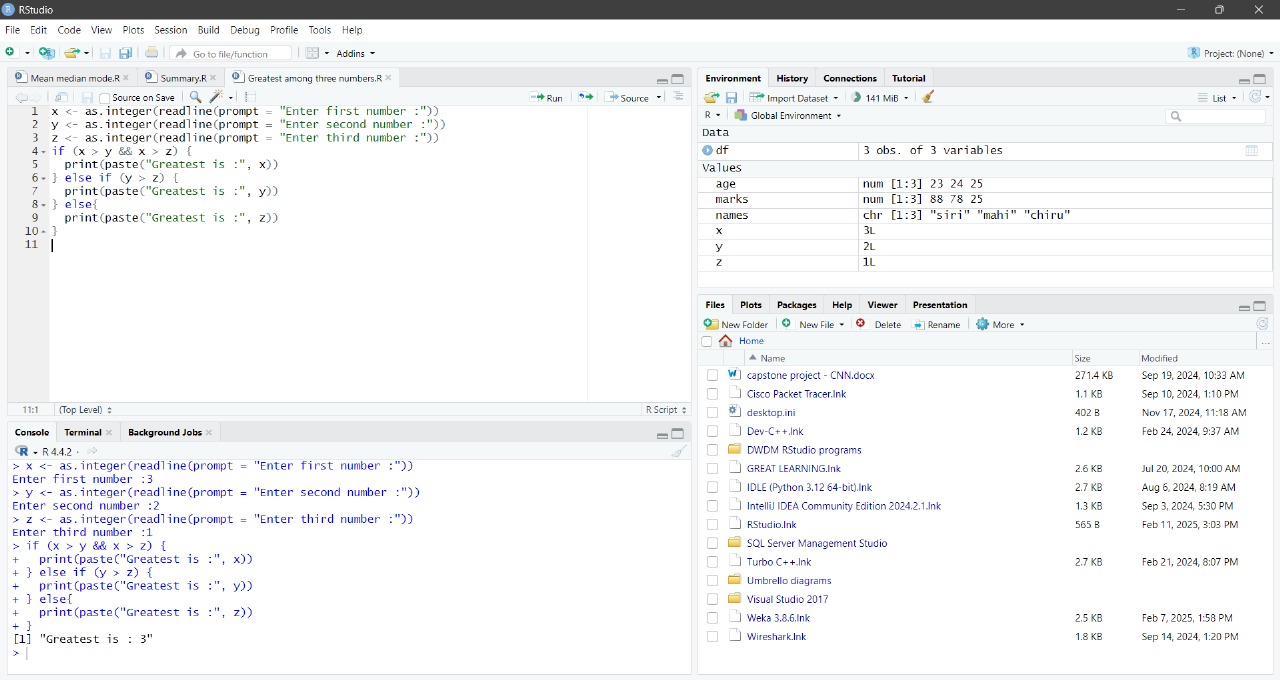 RStudio
File Edit Code View Plots Session Build Debug Profile Tools Help
Go to file/function Addins Project: (None)
Mean median mode.R Summary.R Greatest among three numbers.R
Source on Save Run Source
1 x <- as.integer(readline(prompt = "Enter first number :"))
2 y <- as.integer(readline(prompt = "Enter second number :"))
3 z <- as.integer(readline(prompt = "Enter third number :"))
4 if (x > y && x > z) {
5 print(paste("Greatest is :", x))
6 } else if (y > z) {
7 print(paste("Greatest is :", y))
8 } else{
9 print(paste("Greatest is :", z))
10 }
11
11:1 (Top Level) R Script
Console Terminal Background Jobs
R R 4.4.2 ·
> x <- as.integer(readline(prompt = "Enter first number :"))
Enter first number :3
> y <- as.integer(readline(prompt = "Enter second number :"))
Enter second number :2
> z <- as.integer(readline(prompt = "Enter third number :"))
Enter third number :1
> if (x > y && x > z) {
+ print(paste("Greatest is :", x))
+ } else if (y > z) {
+ print(paste("Greatest is :", y))
+ } else{
+ print(paste("Greatest is :", z))
+ }
[1] "Greatest is : 3"
>
Environment History Connections Tutorial
Import Dataset 141 MiB List
R Global Environment
Data
df 3 obs. of 3 variables
Values
age num [1:3] 23 24 25
marks num [1:3] 88 78 25
names chr [1:3] "siri" "mahi" "chiru"
x 3L
y 2L
z 1L
Files Plots Packages Help Viewer Presentation
New Folder New File Delete Rename More
Home ...
Name Size Modified
capstone project - CNN.docx 271.4 KB Sep 19, 2024, 10:33 AM
Cisco Packet Tracer.lnk 1.1 KB Sep 10, 2024, 1:10 PM
desktop.ini 402 B Nov 17, 2024, 11:18 AM
Dev-C++.lnk 1.2 KB Feb 24, 2024, 9:37 AM
DWDM RStudio programs
GREAT LEARNING.lnk 2.6 KB Jul 20, 2024, 10:00 AM
IDLE (Python 3.12 64-bit).lnk 2.7 KB Aug 6, 2024, 8:19 AM
IntelliJ IDEA Community Edition 2024.2.1.lnk 1.3 KB Sep 3, 2024, 5:30 PM
RStudio.lnk 565 B Feb 11, 2025, 3:03 PM
SQL Server Management Studio
Turbo C++.lnk 2.7 KB Feb 21, 2024, 8:07 PM
Umbrello diagrams
Visual Studio 2017
Weka 3.8.6.lnk 2.5 KB Feb 7, 2025, 1:58 PM
Wireshark.lnk 1.8 KB Sep 14, 2024, 1:20 PM